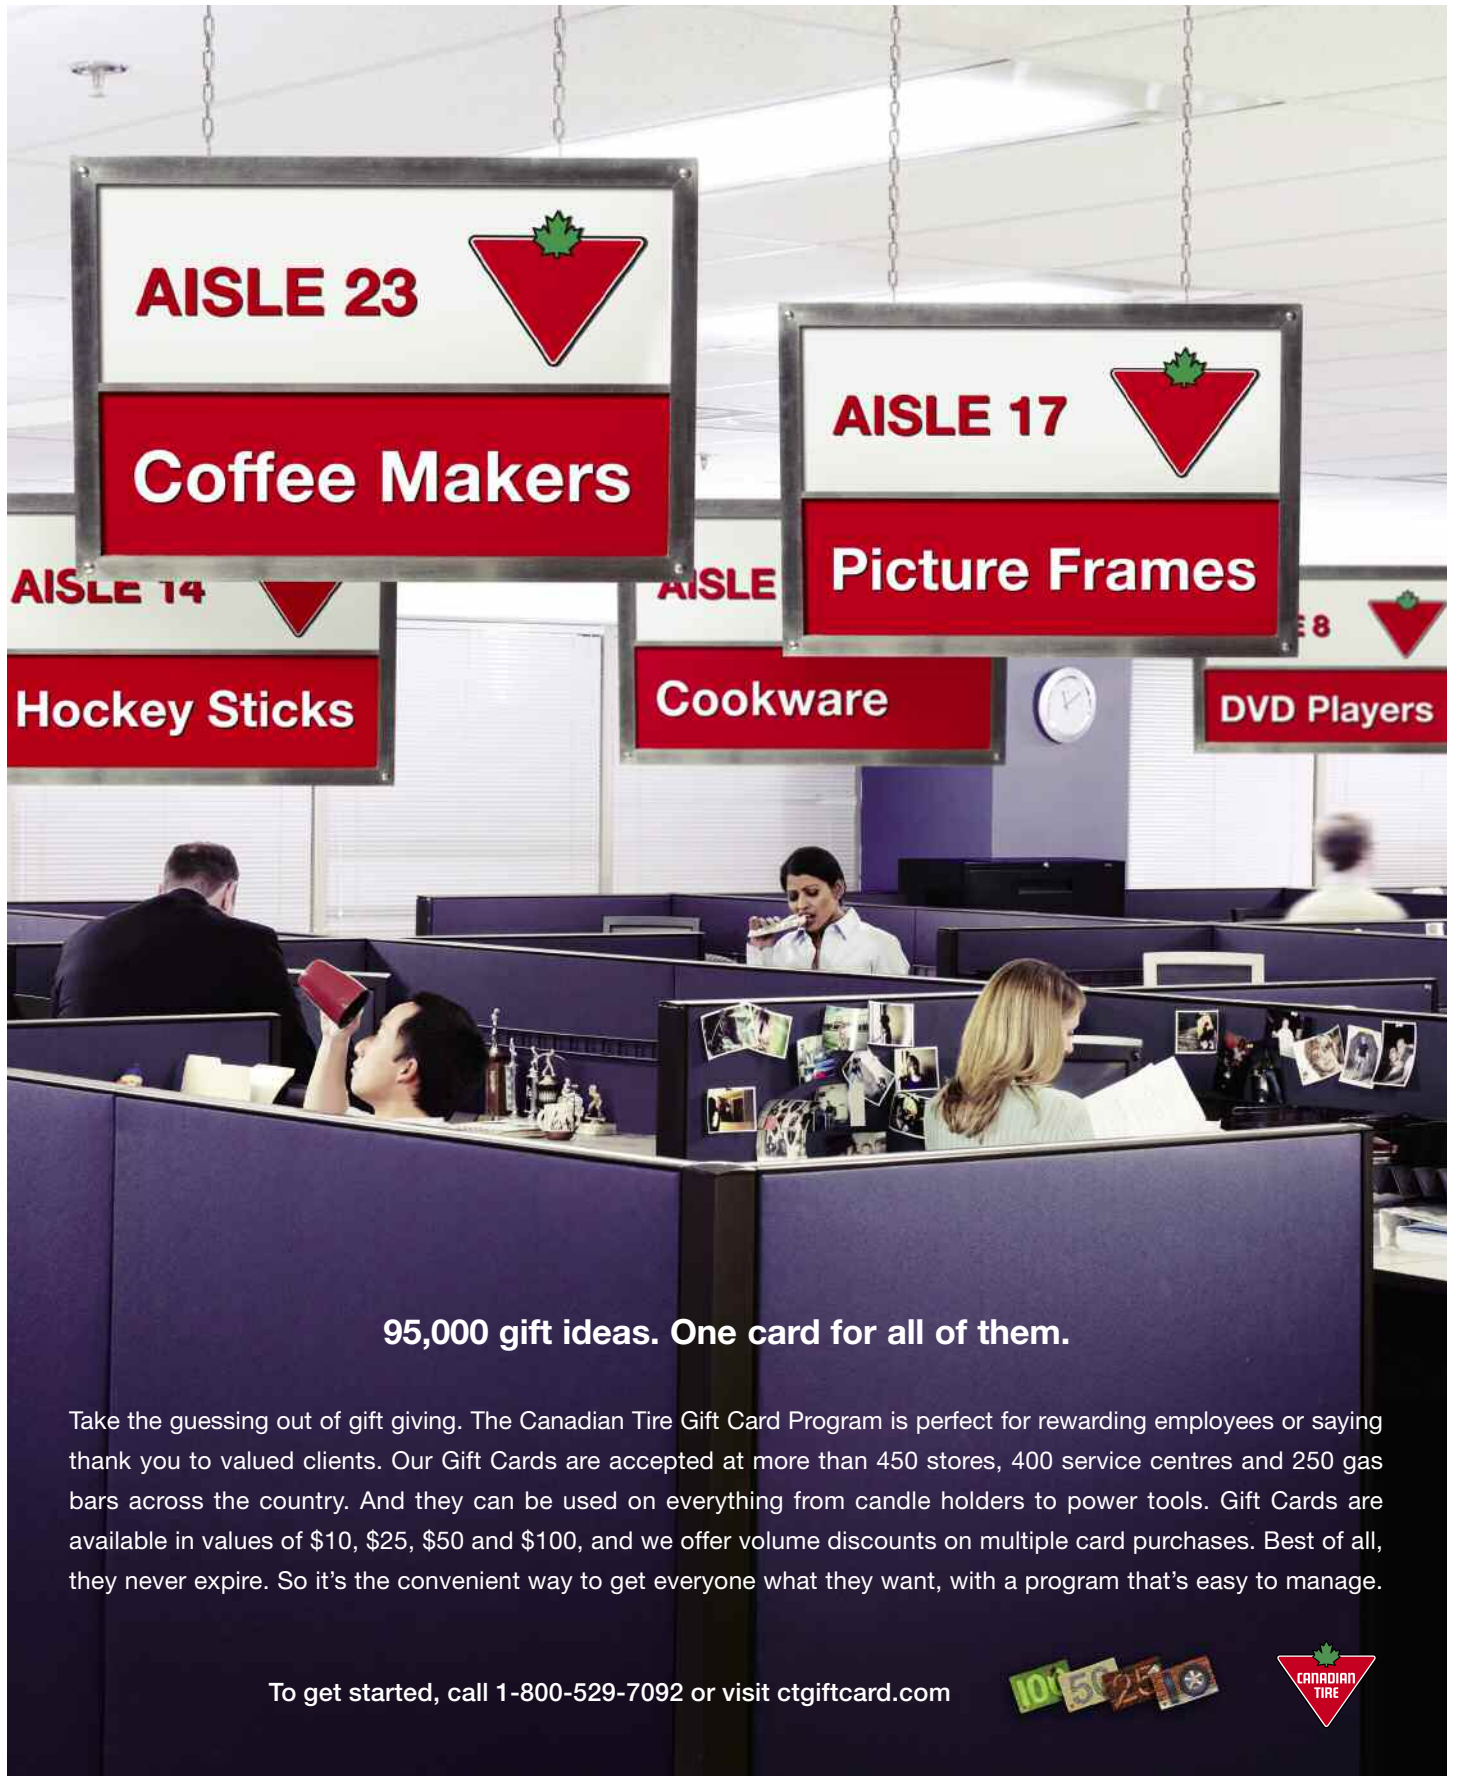 AISLE 23
Coffee Makers
AISLE 17
Picture Frames
AISLE 14
Hockey Sticks
AISLE
Cookware
8
DVD Players
95,000 gift ideas. One card for all of them.
Take the guessing out of gift giving. The Canadian Tire Gift Card Program is perfect for rewarding employees or saying
thank you to valued clients. Our Gift Cards are accepted at more than 450 stores, 400 service centres and 250 gas
bars across the country. And they can be used on everything from candle holders to power tools. Gift Cards are
available in values of $10, $25, $50 and $100, and we offer volume discounts on multiple card purchases. Best of all,
they never expire. So it's the convenient way to get everyone what they want, with a program that's easy to manage.
To get started, call 1-800-529-7092 or visit ctgiftcard.com
100 50 25 10
CANADIAN
TIRE